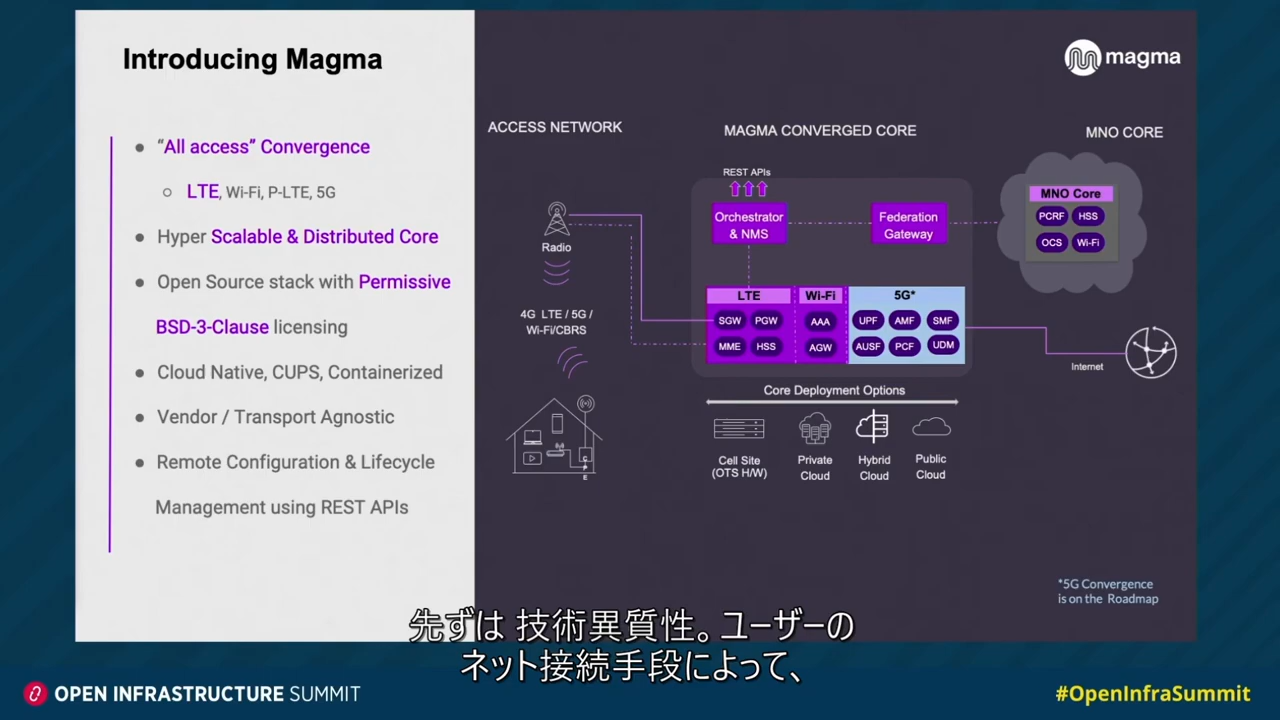 Introducing Magma
magma
● “All access” Convergence
○ LTE, Wi-Fi, P-LTE, 5G
● Hyper Scalable & Distributed Core
● Open Source stack with Permissive
BSD-3-Clause licensing
● Cloud Native, CUPS, Containerized
● Vendor / Transport Agnostic
● Remote Configuration & Lifecycle
Management using REST APIs
ACCESS NETWORK
Radio
4G LTE / 5G /
Wi-Fi/CBRS
C
P
E
MAGMA CONVERGED CORE
REST APIs
Orchestrator
& NMS
Federation
Gateway
LTE
SGW PGW
MME HSS
Wi-Fi
AAA
AGW
5G*
UPF AMF SMF
AUSF PCF UDM
Core Deployment Options
Cell Site
(OTS H/W)
Private
Cloud
Hybrid
Cloud
Public
Cloud
MNO CORE
MNO Core
PCRF HSS
OCS Wi-Fi
Internet
*5G Convergence
is on the Roadmap
先ずは 技術異質性。ユーザーの
ネット接続手段によって、
OPEN INFRASTRUCTURE SUMMIT
#OpenInfraSummit